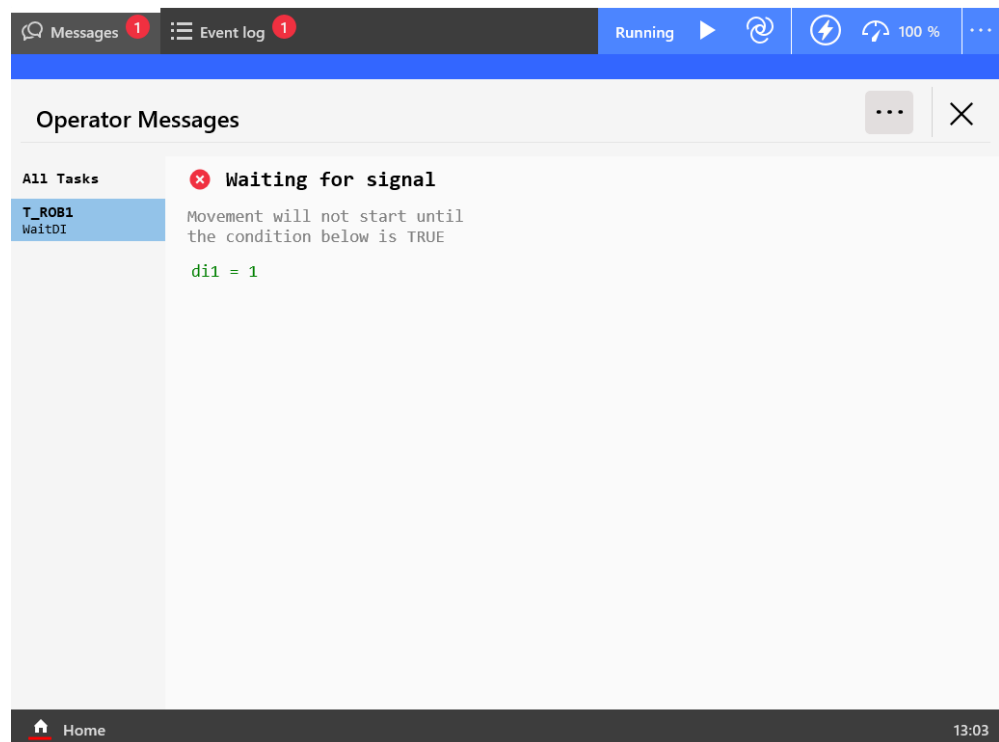 Messages 1 Event log 1 Running 100 % ...
Operator Messages ...
All Tasks
T_ROB1
WaitDI
Waiting for signal
Movement will not start until
the condition below is TRUE
di1 = 1
Home 13:03